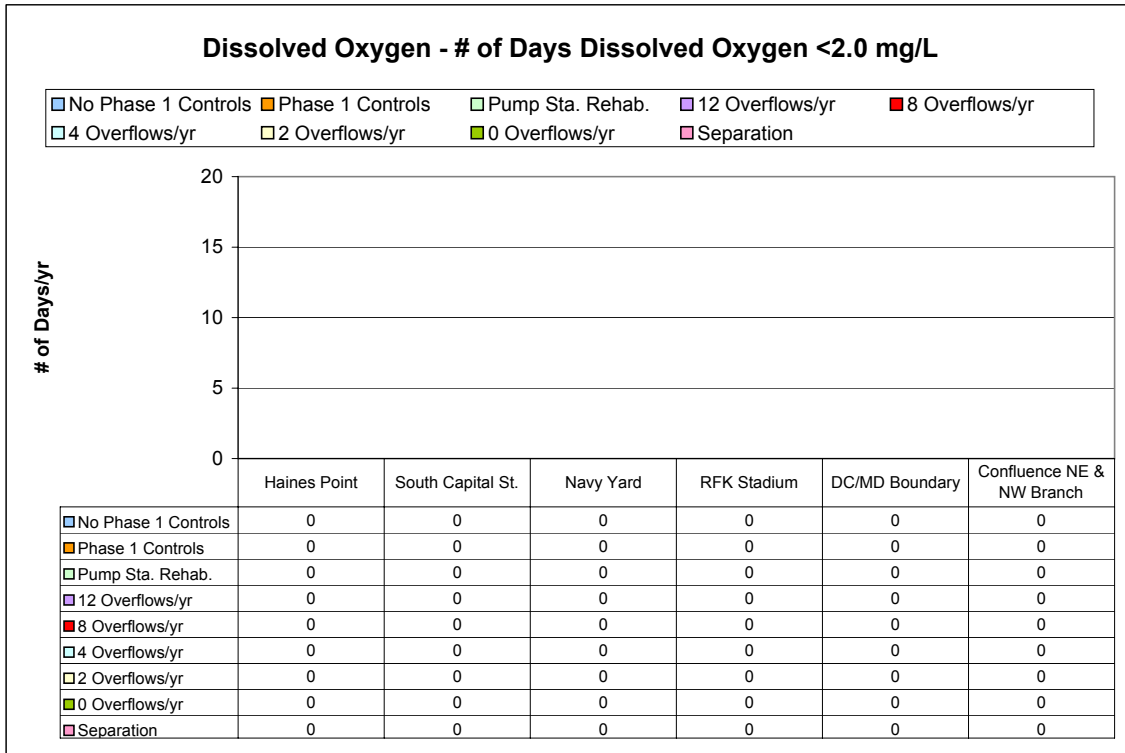 Dissolved Oxygen - # of Days Dissolved Oxygen <2.0 mg/L
No Phase 1 Controls Phase 1 Controls Pump Sta. Rehab. 12 Overflows/yr 8 Overflows/yr
4 Overflows/yr 2 Overflows/yr 0 Overflows/yr Separation
# of Days/yr
20
15
10
5
0
Haines Point South Capital St. Navy Yard RFK Stadium DC/MD Boundary Confluence NE &
NW Branch
No Phase 1 Controls 0 0 0 0 0 0
Phase 1 Controls 0 0 0 0 0 0
Pump Sta. Rehab. 0 0 0 0 0 0
12 Overflows/yr 0 0 0 0 0 0
8 Overflows/yr 0 0 0 0 0 0
4 Overflows/yr 0 0 0 0 0 0
2 Overflows/yr 0 0 0 0 0 0
0 Overflows/yr 0 0 0 0 0 0
Separation 0 0 0 0 0 0